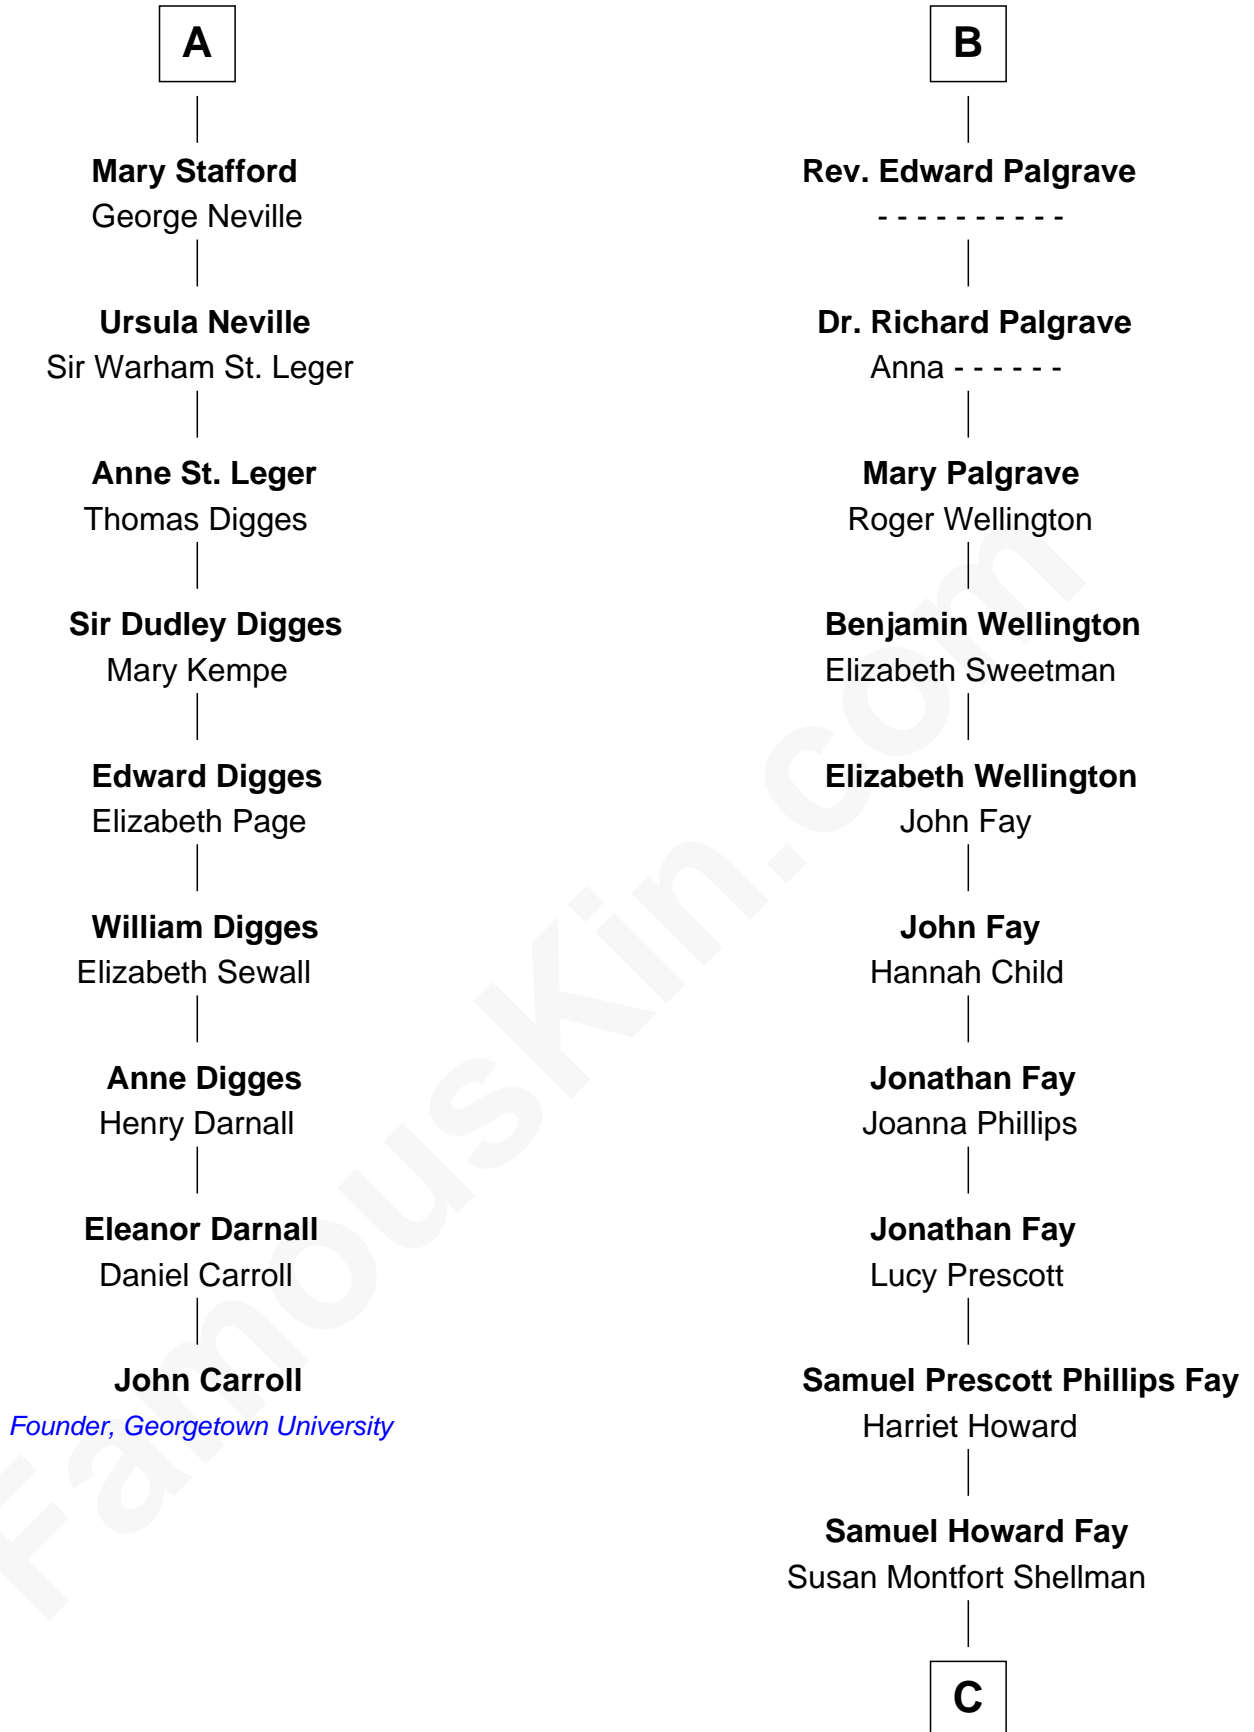 A
Mary Stafford
George Neville
Ursula Neville
Sir Warham St. Leger
Anne St. Leger
Thomas Digges
Sir Dudley Digges
Mary Kempe
Edward Digges
Elizabeth Page
William Digges
Elizabeth Sewall
Anne Digges
Henry Darnall
Eleanor Darnall
Daniel Carroll
John Carroll
Founder, Georgetown University
B
Rev. Edward Palgrave
- - - - - - - - - -
Dr. Richard Palgrave
Anna - - - - - -
Mary Palgrave
Roger Wellington
Benjamin Wellington
Elizabeth Sweetman
Elizabeth Wellington
John Fay
John Fay
Hannah Child
Jonathan Fay
Joanna Phillips
Jonathan Fay
Lucy Prescott
Samuel Prescott Phillips Fay
Harriet Howard
Samuel Howard Fay
Susan Montfort Shellman
C
FamousKin.com